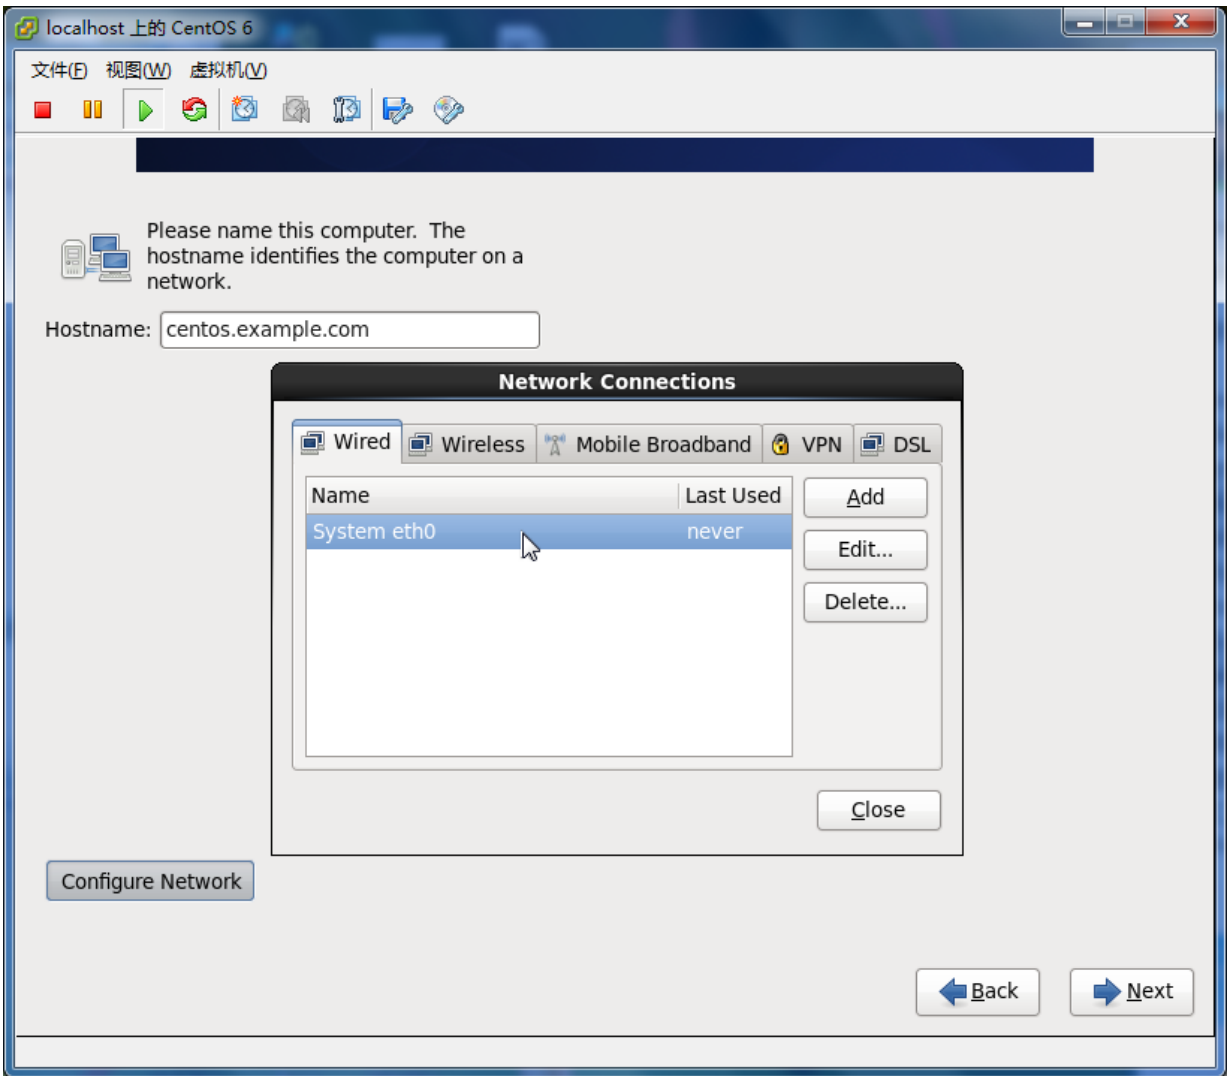 localhost 上的 CentOS 6
文件(F) 视图(W) 虚拟机(V)
Please name this computer. The
hostname identifies the computer on a
network.
Hostname: centos.example.com
Network Connections
Wired Wireless Mobile Broadband VPN DSL
Name Last Used Add
System eth0 never
Edit...
Delete...
Close
Configure Network
Back Next